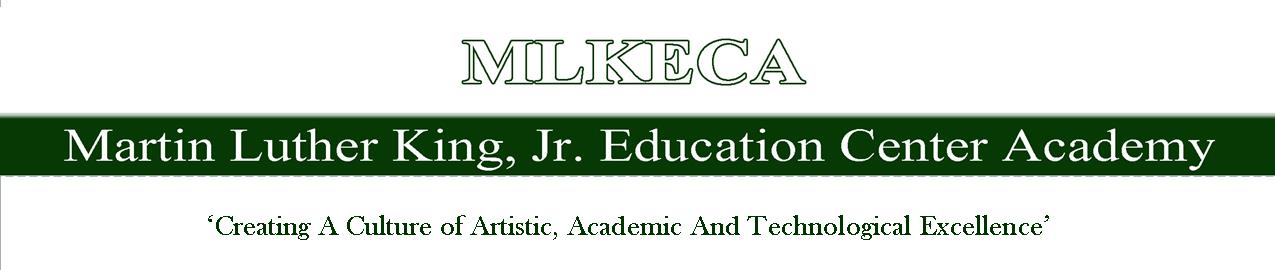 MLKECA
Martin Luther King, Jr. Education Center Academy
‘Creating A Culture of Artistic, Academic And Technological Excellence’